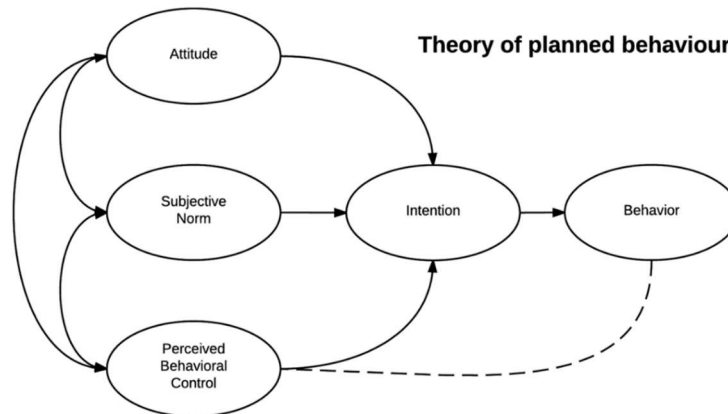 Theory of planned behaviour
Attitude
Subjective
Norm
Intention
Behavior
Perceived
Behavioral
Control